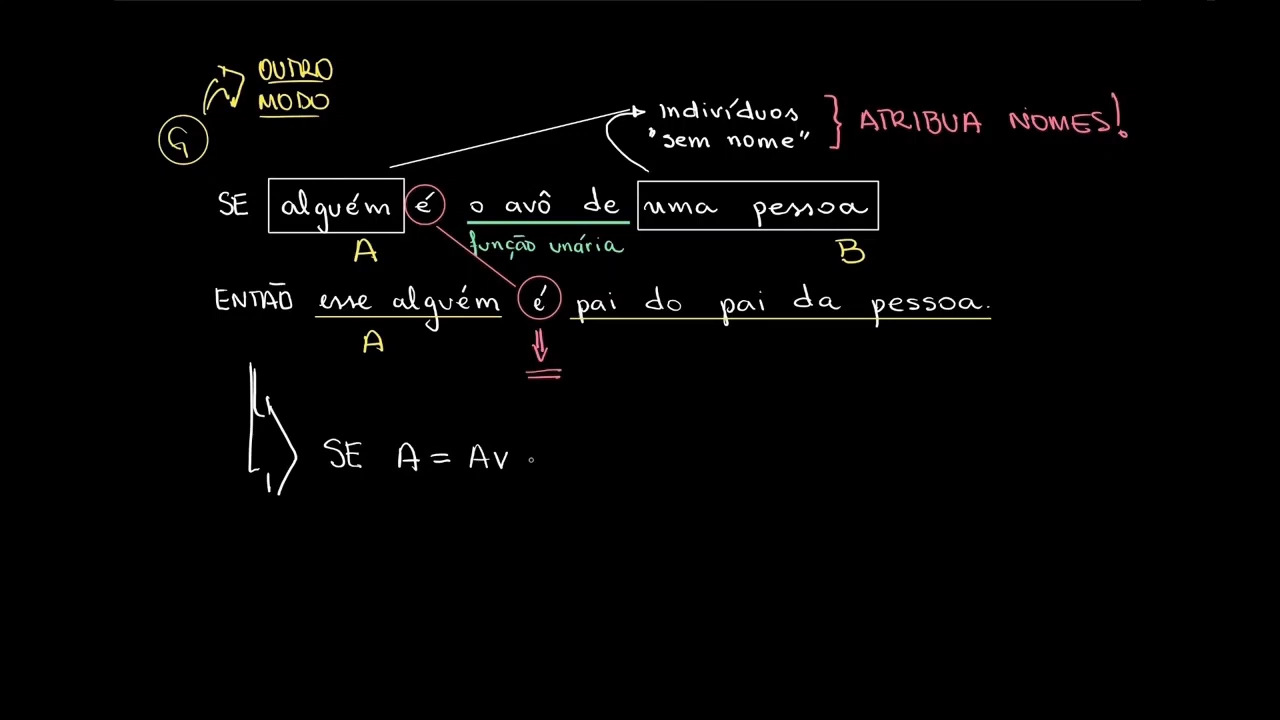 OUTRO
MODO
G
indivíduos
"sem nome"
ATRIBUA NOMES!
SE alguém é o avô de uma pessoa
A
função unária
B
ENTÃO esse alguém é pai do pai da pessoa.
A
=
SE A = Av